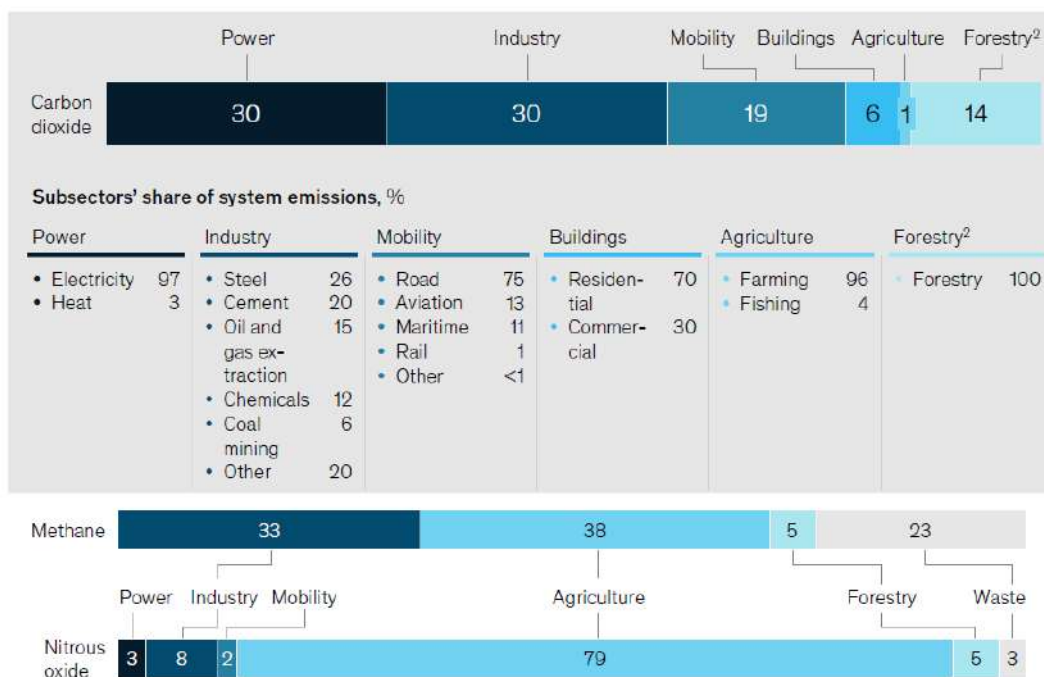 Power Industry Mobility Buildings Agriculture Forestry²
Carbon
dioxide
30 30 19 6 1 14
Subsectors’ share of system emissions, %
Power Industry Mobility Buildings Agriculture Forestry²
• Electricity 97
• Heat 3
• Steel 26
• Cement 20
• Oil and 15
gas ex-
traction
• Chemicals 12
• Coal 6
mining
• Other 20
• Road 75
• Aviation 13
• Maritime 11
• Rail 1
• Other <1
• Residen- 70
tial
• Commer- 30
cial
• Farming 96
• Fishing 4
• Forestry 100
Methane 33 38 5 23
Power Industry Mobility Agriculture Forestry Waste
Nitrous
oxide
3 8 2 79 5 3